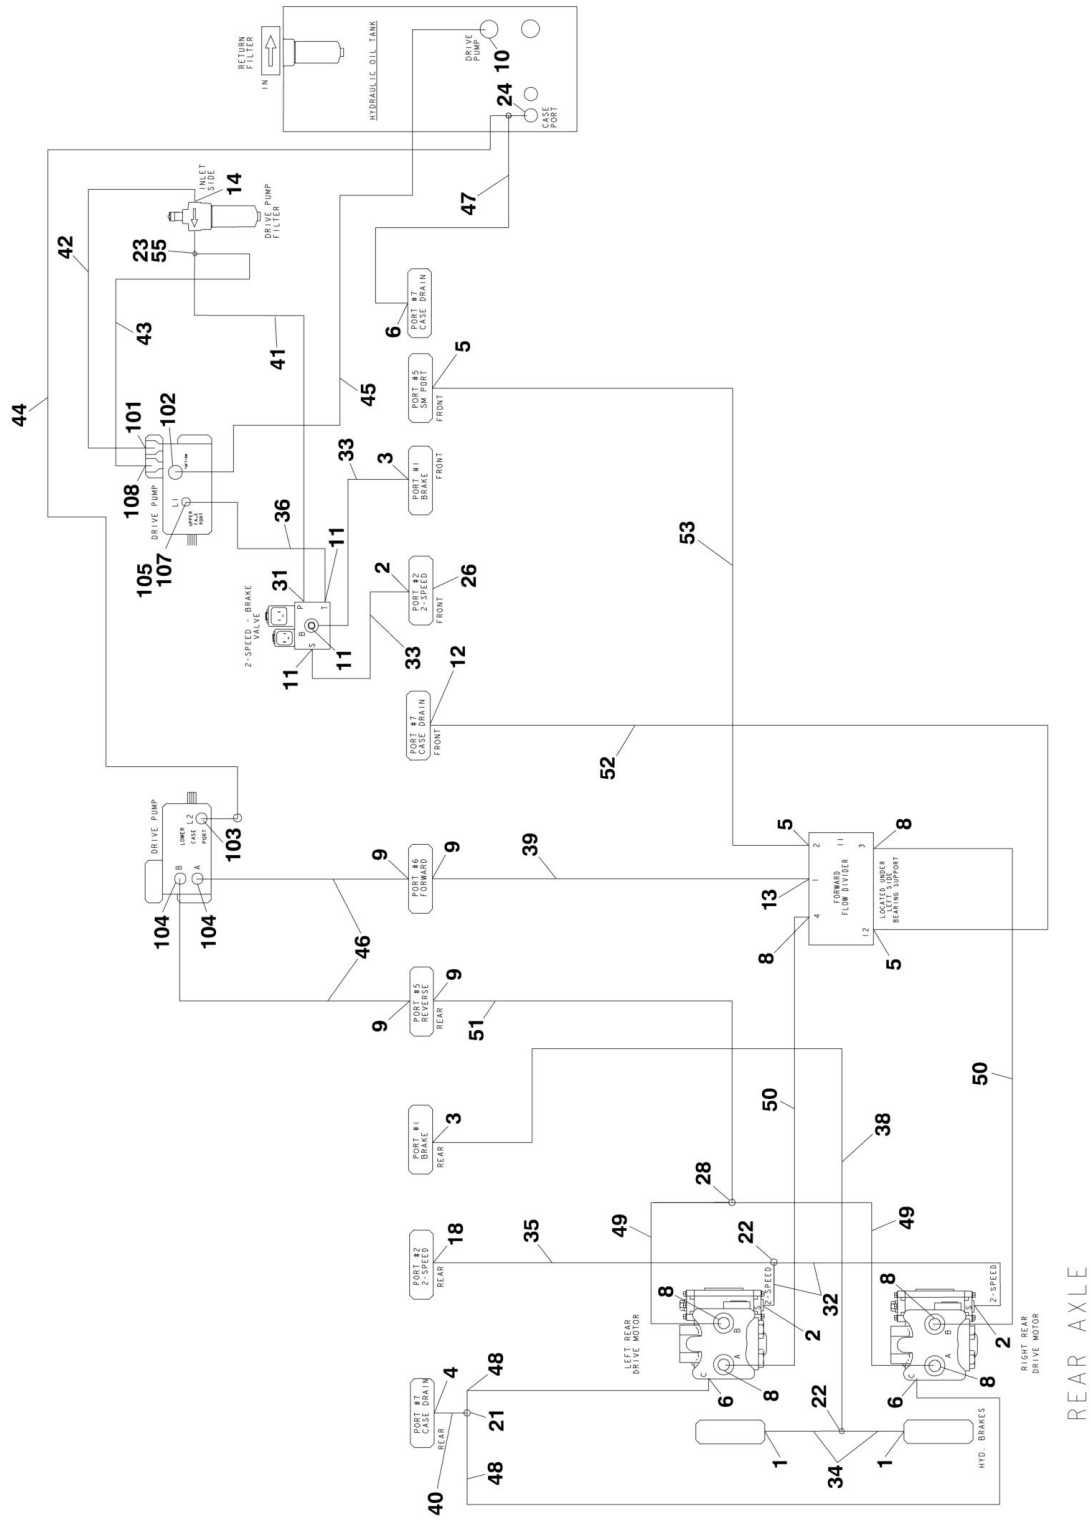 RETURN
FILTER
IN
HYDRAULIC OIL TANK
DRIVE
PUMP
10
24
CASE
PORT
44
42
INLET
SIDE
14
DRIVE PUMP
FILTER
23
55
43
41
47
45
6
PORT #7
CASE DRAIN
5
PORT #5
SM PORT
FRONT
101
102
108
DRIVE PUMP
L1
UPPER
CASE
PORT
105
107
36
33
3
PORT #1
BRAKE
FRONT
53
2-SPEED - BRAKE
VALVE
31
P
T
B
S
11
11
11
2
PORT #2
2-SPEED
FRONT
26
33
12
PORT #7
CASE DRAIN
FRONT
52
DRIVE PUMP
L2
LOWER
CASE
PORT
B
A
103
104
104
46
9
PORT #6
FORWARD
9
39
13
5
8
8
5
2
11
3
1
4
12
FORWARD
FLOW DIVIDER
LOCATED UNDER
LEFT SIDE
BEARING SUPPORT
9
PORT #5
REVERSE
REAR
9
51
50
50
3
PORT #1
BRAKE
REAR
38
28
49
49
18
PORT #2
2-SPEED
REAR
35
22
32
2-SPEED
2-SPEED
LEFT REAR
DRIVE MOTOR
8
S
B
A
C
2
8
6
RIGHT REAR
DRIVE MOTOR
8
S
B
A
C
2
8
6
PORT #7
CASE DRAIN
REAR
4
48
21
40
48
22
1
34
1
HYD. BRAKES
REAR AXLE